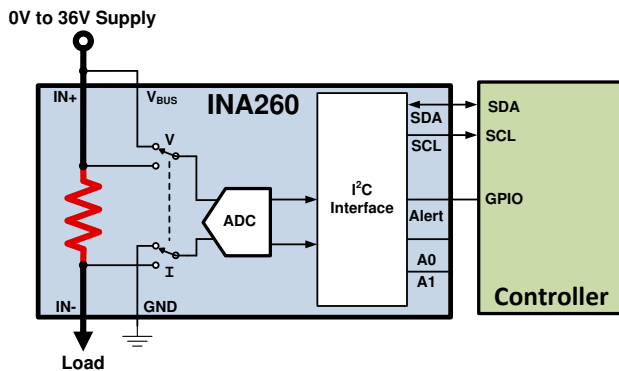 0V to 36V Supply
IN+
VBUS
INA260
V
ADC
I
IN-
GND
Load
I2C
Interface
SDA
SCL
Alert
A0
A1
SDA
SCL
GPIO
Controller